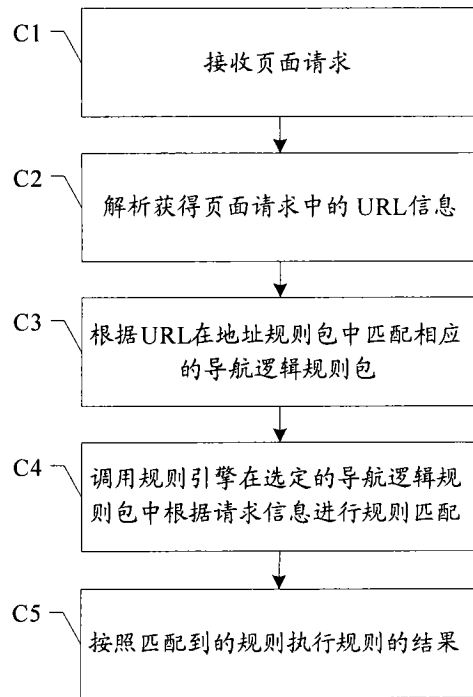 C1
接收页面请求
C2
解析获得页面请求中的 URL信息
C3
根据URL在地址规则包中匹配相应
的导航逻辑规则包
C4
调用规则引擎在选定的导航逻辑规
则包中根据请求信息进行规则匹配
C5
按照匹配到的规则执行规则的结果